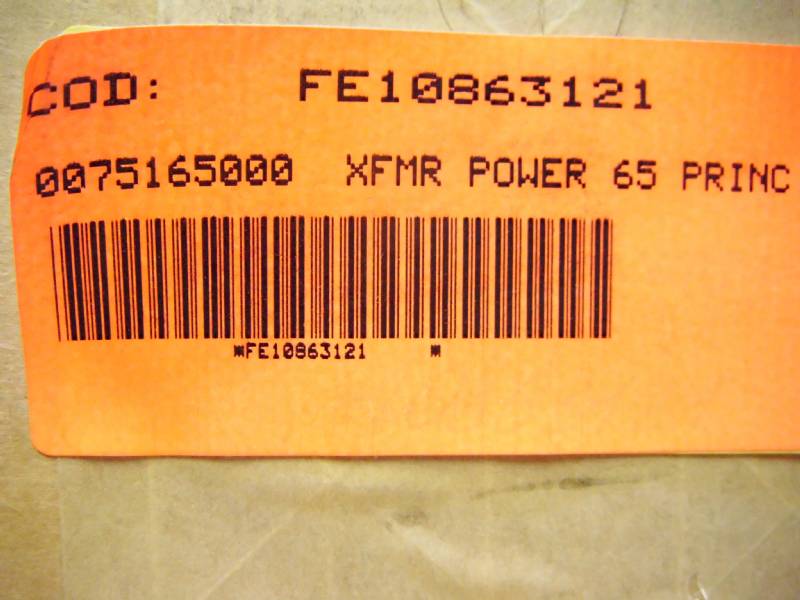 COD: FE10863121
0075165000 XFMR POWER 65 PRINC
*FE10863121 *